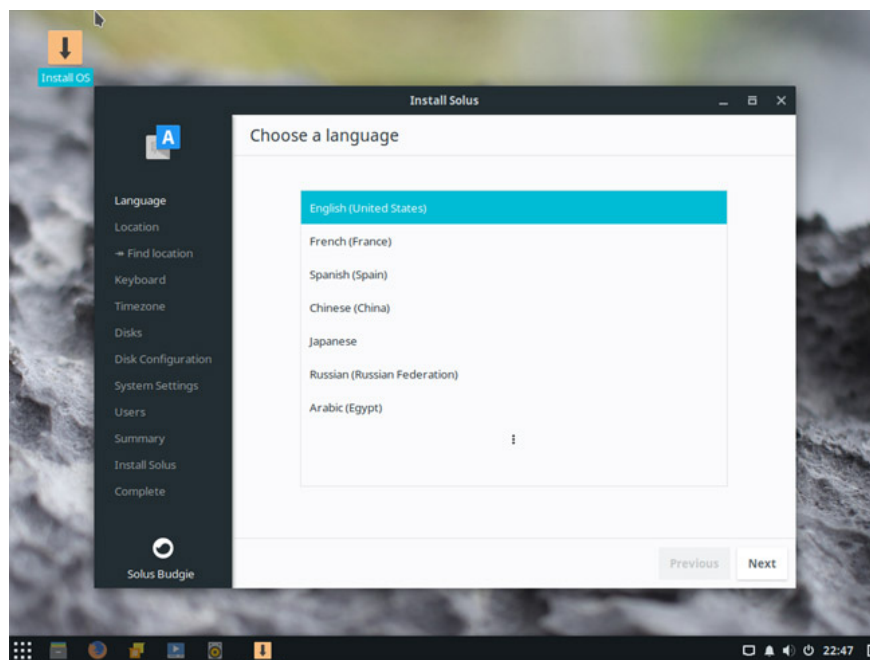 Install OS
Install Solus
A
Choose a language
Language
Location
↠ Find location
Keyboard
Timezone
Disks
Disk Configuration
System Settings
Users
Summary
Install Solus
Complete
Solus Budgie
English (United States)
French (France)
Spanish (Spain)
Chinese (China)
Japanese
Russian (Russian Federation)
Arabic (Egypt)
Previous
Next
22:47